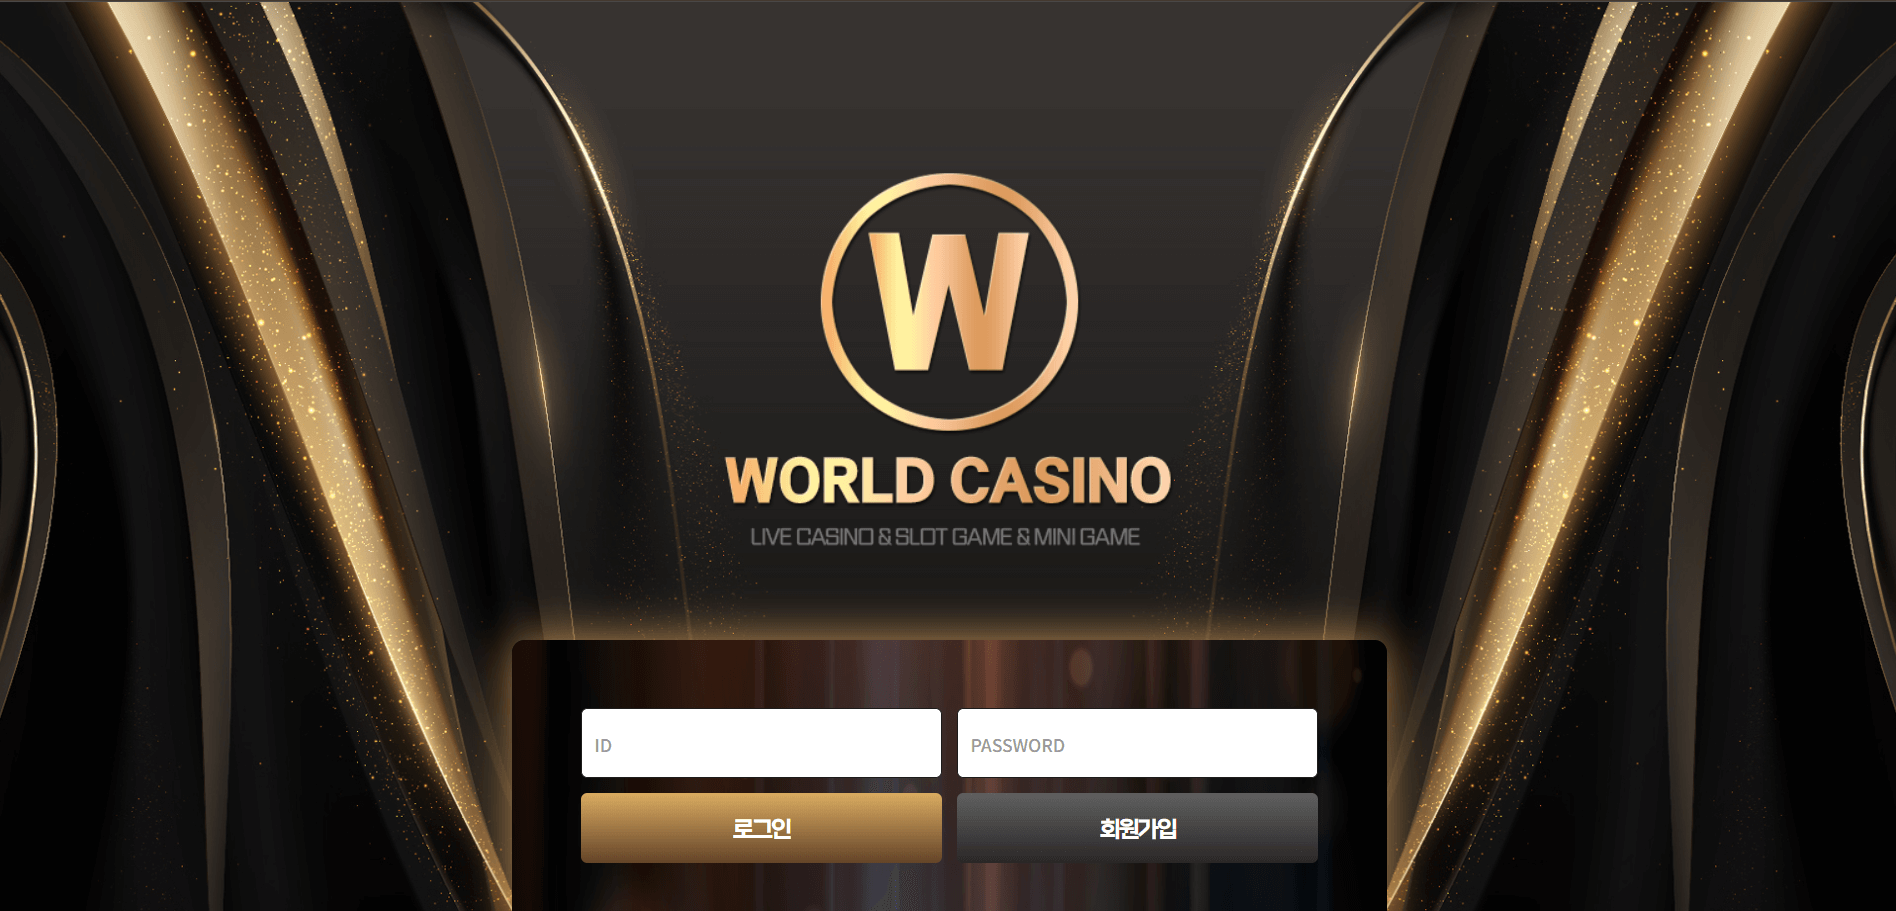 W
WORLD CASINO
LIVE CASINO & SLOT GAME & MINI GAME
ID
PASSWORD
로그인
회원가입